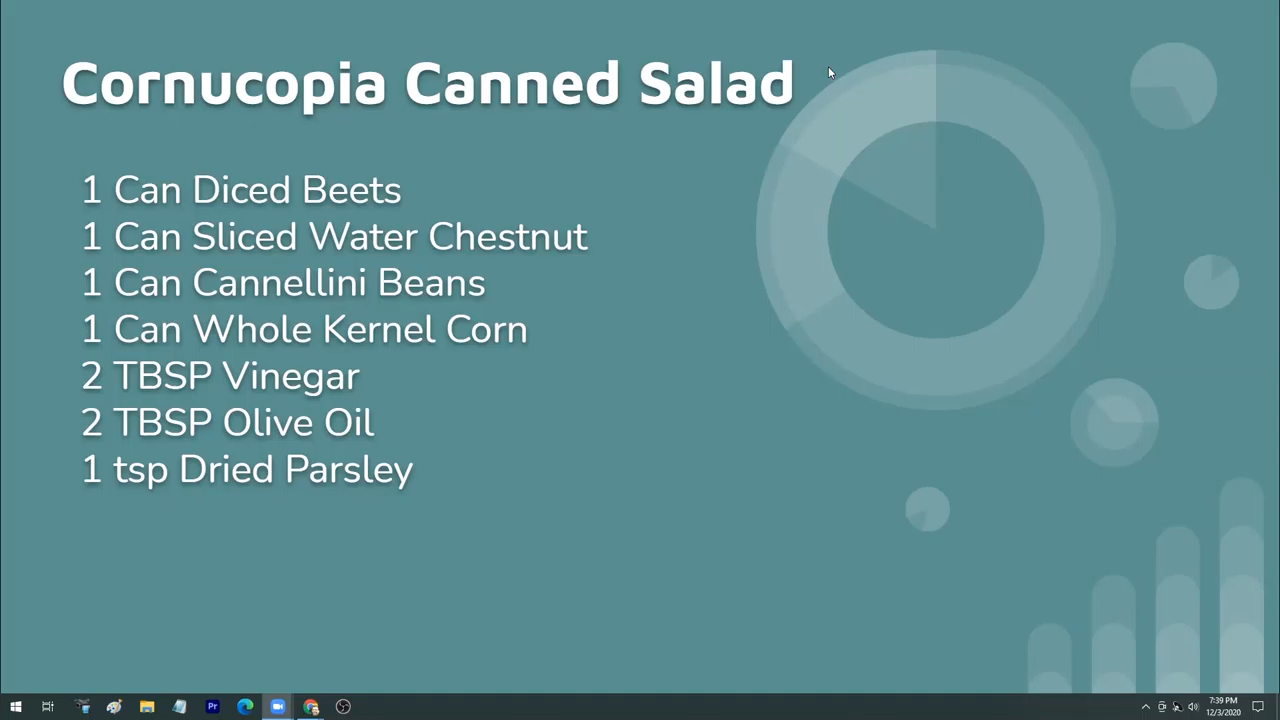 Cornucopia Canned Salad
1 Can Diced Beets
1 Can Sliced Water Chestnut
1 Can Cannellini Beans
1 Can Whole Kernel Corn
2 TBSP Vinegar
2 TBSP Olive Oil
1 tsp Dried Parsley
Pr
7:39 PM
12/3/2020